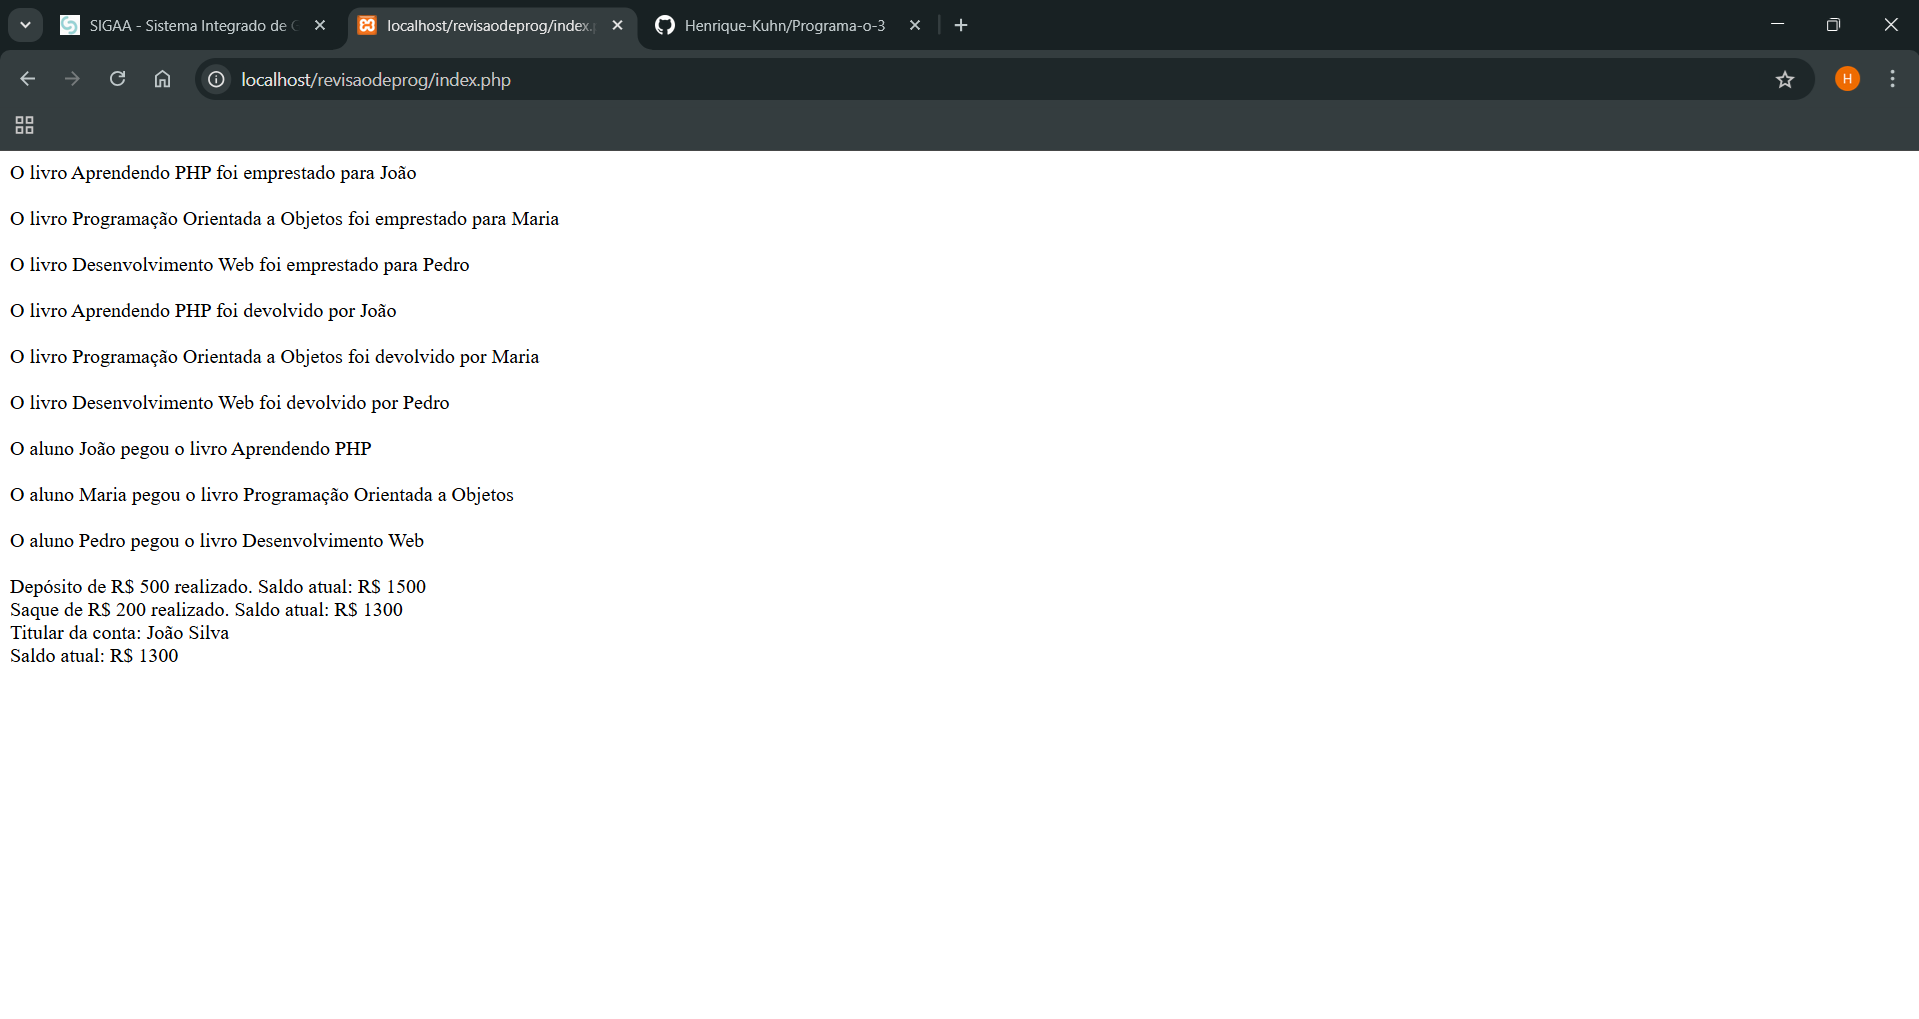 SIGAA - Sistema Integrado de G
localhost/revisaodeprog/index.p
Henrique-Kuhn/Programa-o-3
localhost/revisaodeprog/index.php
H
O livro Aprendendo PHP foi emprestado para João
O livro Programação Orientada a Objetos foi emprestado para Maria
O livro Desenvolvimento Web foi emprestado para Pedro
O livro Aprendendo PHP foi devolvido por João
O livro Programação Orientada a Objetos foi devolvido por Maria
O livro Desenvolvimento Web foi devolvido por Pedro
O aluno João pegou o livro Aprendendo PHP
O aluno Maria pegou o livro Programação Orientada a Objetos
O aluno Pedro pegou o livro Desenvolvimento Web
Depósito de R$ 500 realizado. Saldo atual: R$ 1500
Saque de R$ 200 realizado. Saldo atual: R$ 1300
Titular da conta: João Silva
Saldo atual: R$ 1300